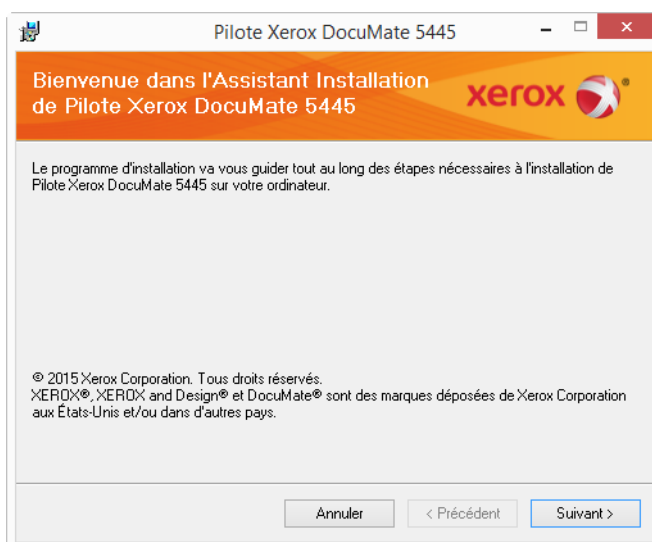 Pilote Xerox DocuMate 5445
Bienvenue dans l'Assistant Installation
de Pilote Xerox DocuMate 5445
xerox
Le programme d'installation va vous guider tout au long des étapes nécessaires à l'installation de
Pilote Xerox DocuMate 5445 sur votre ordinateur.
© 2015 Xerox Corporation. Tous droits réservés.
XEROX®, XEROX and Design® et DocuMate® sont des marques déposées de Xerox Corporation
aux États-Unis et/ou dans d'autres pays.
Annuler
< Précédent
Suivant >